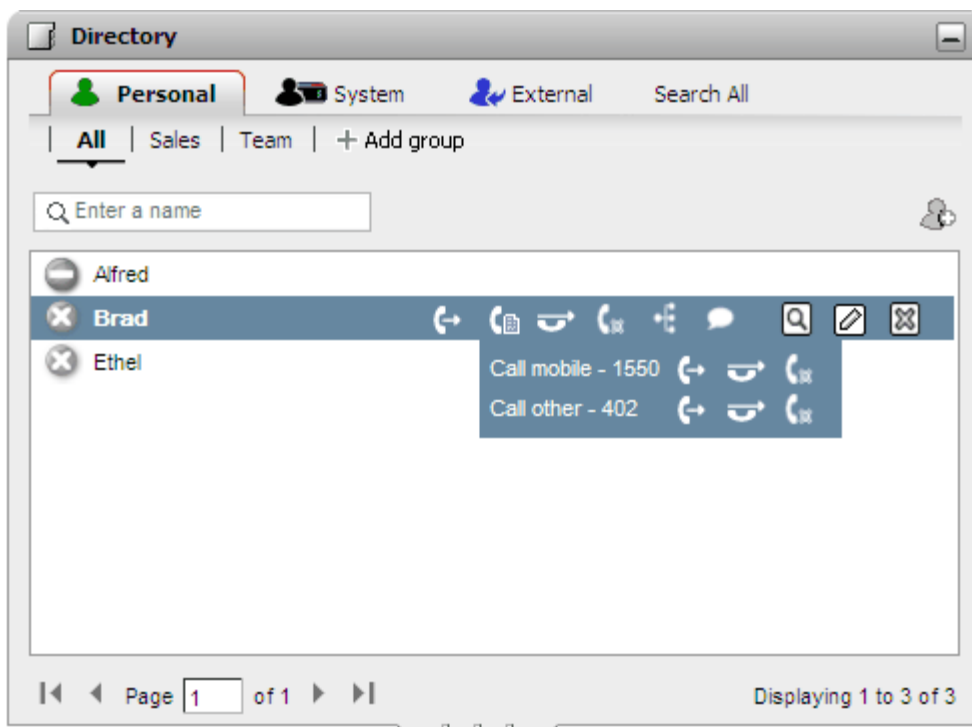 Directory
Personal System External Search All
All | Sales | Team | + Add group
Enter a name
Alfred
Brad
Call mobile - 1550
Ethel
Call other - 402
Page 1 of 1 Displaying 1 to 3 of 3